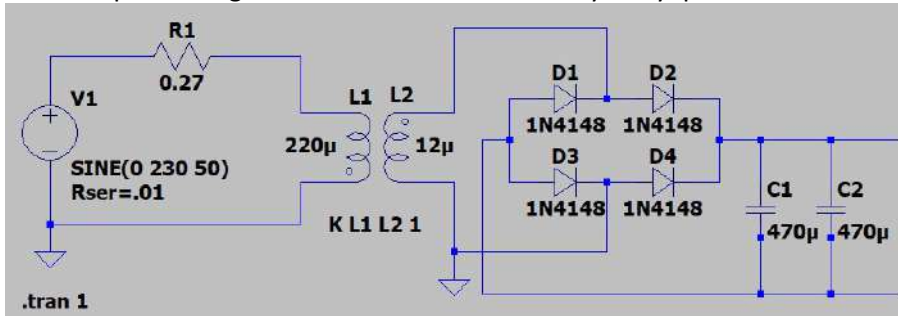 R1
0.27
V1
SINE(0 230 50)
Rser=.01
L1 L2
220µ 12µ
K L1 L2 1
D1 D2
1N4148 1N4148
D3 D4
1N4148 1N4148
C1 C2
470µ 470µ
.tran 1